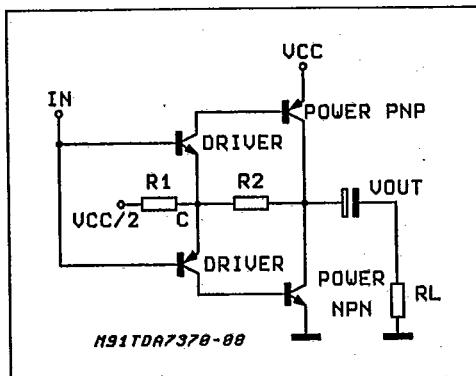 VCC
IN
POWER PNP
DRIVER
R1
R2
VOUT
VCC/2
C
DRIVER
POWER
NPN
RL
M91TDA7370-08